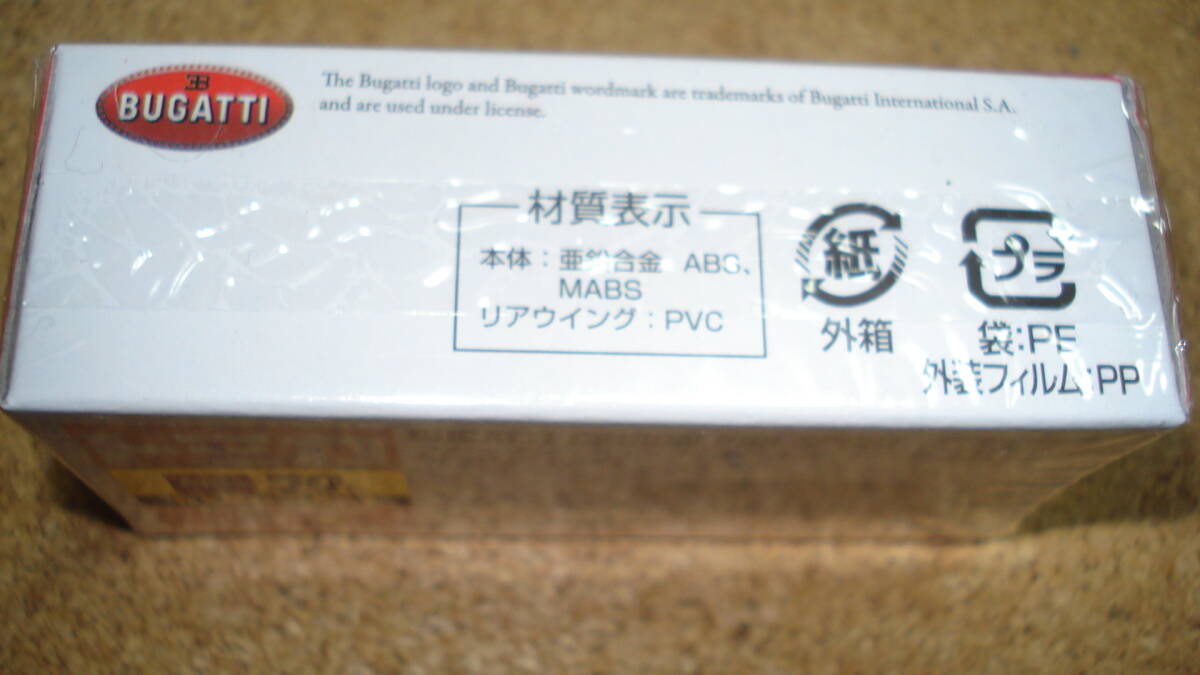 EB
BUGATTI
The Bugatti logo and Bugatti wordmark are trademarks of Bugatti International S.A.
and are used under license.
材質表示
本体：亜鉛合金　ABS、
MABS
リアウイング：PVC
紙
外箱
プラ
袋：PE
外装フィルム：PP